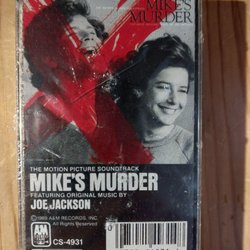 MIKE'S
MURDER
THE MOTION PICTURE SOUNDTRACK
MIKE'S MURDER
FEATURING ORIGINAL MUSIC BY
JOE JACKSON
©1983 A&M RECORDS, INC.
All Rights Reserved
A&M
CS-4931